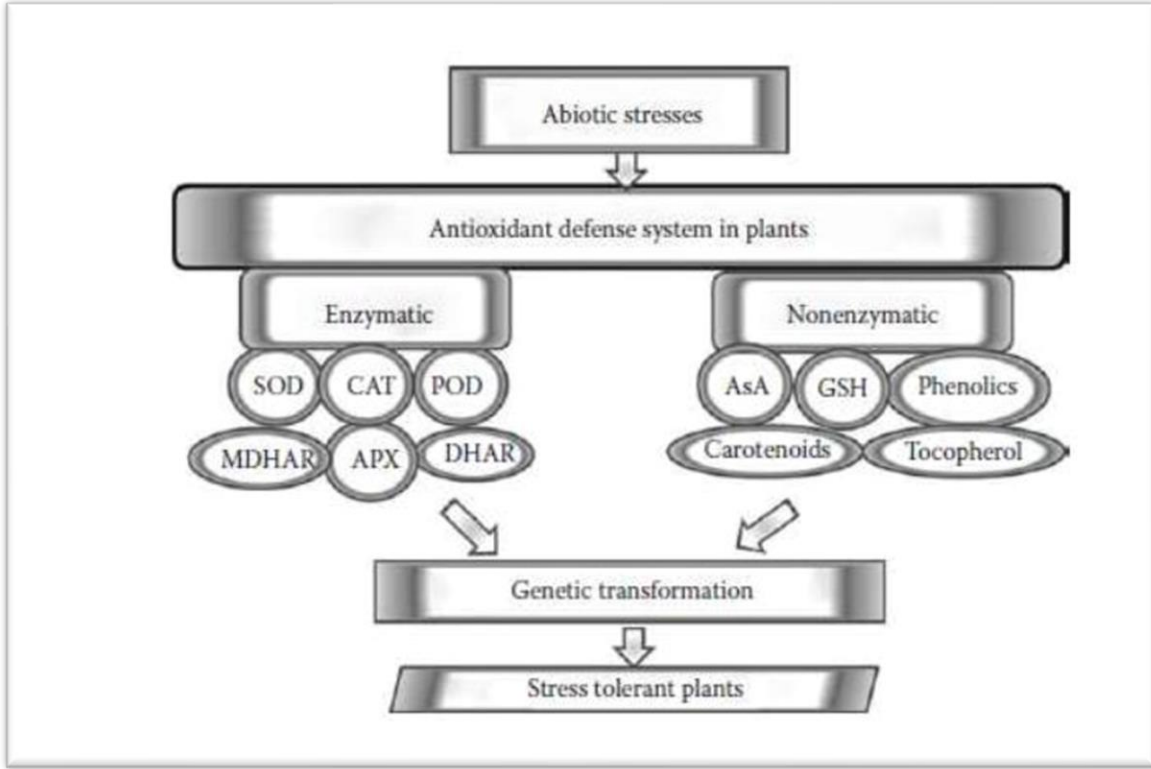 Abiotic stresses
Antioxidant defense system in plants
Enzymatic
SOD
CAT
POD
MDHAR
APX
DHAR
Nonenzymatic
AsA
GSH
Phenolics
Carotenoids
Tocopherol
Genetic transformation
Stress tolerant plants